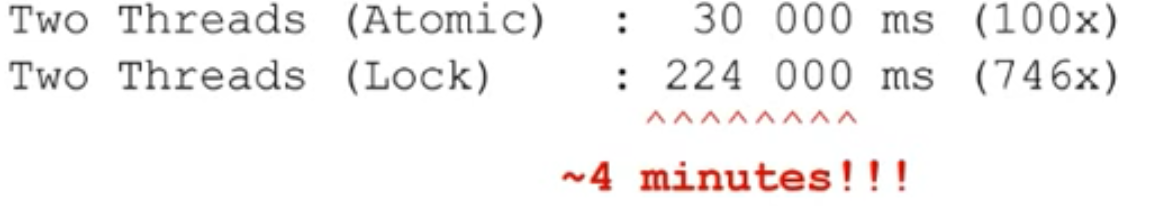 Two Threads (Atomic) : 30 000 ms (100x)
Two Threads (Lock) : 224 000 ms (746x)
^^^^^^^^
~4 minutes!!!